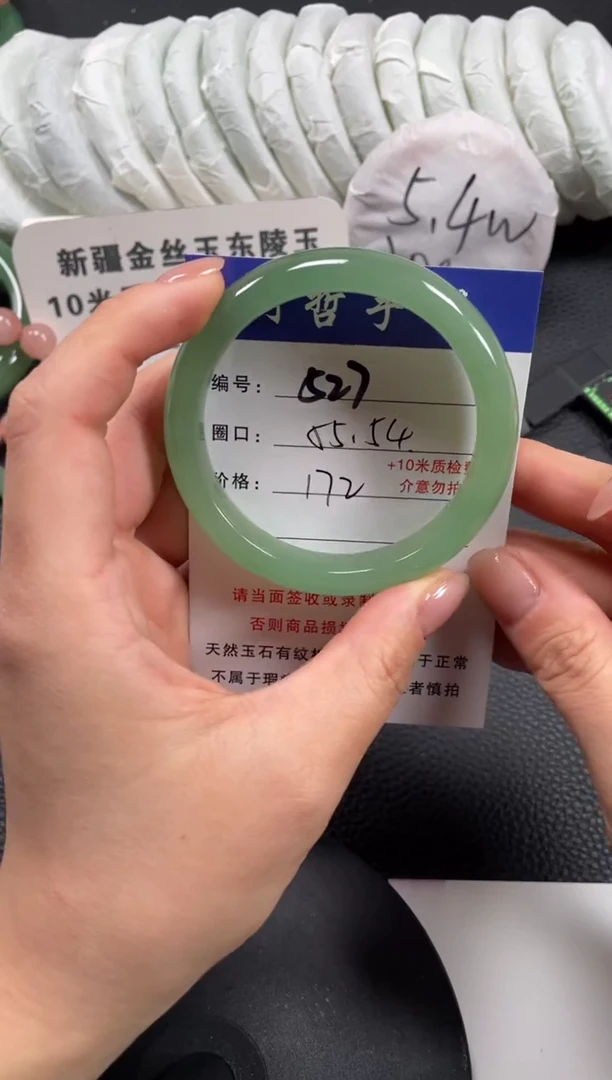 5.4w
新疆金丝玉东陵玉
10米
哲
编号： 527
圈口： 55.54
价格： 172
+10米质检
介意勿拍
请当面签收或录
否则商品损
天然玉石有纹 于正常
不属于瑕 者慎拍